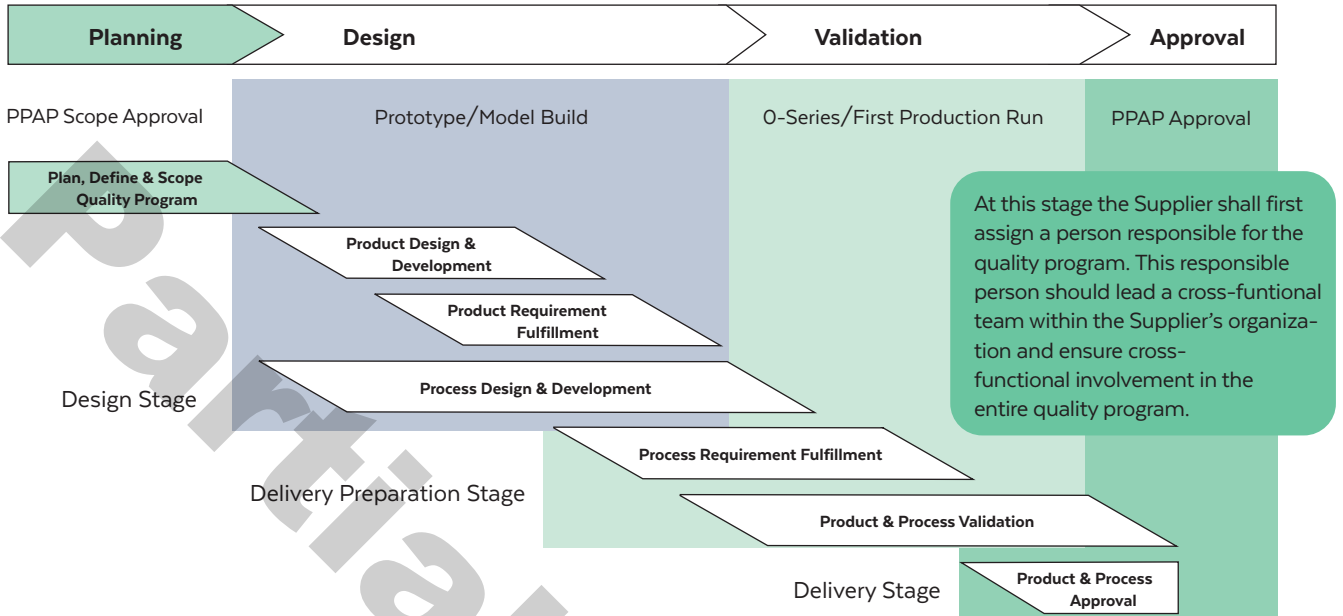 Planning
Design
Validation
Approval
PPAP Scope Approval
Prototype/Model Build
0-Series/First Production Run
PPAP Approval
Plan, Define & Scope
Quality Program
At this stage the Supplier shall first
assign a person responsible for the
quality program. This responsible
person should lead a cross-funtional
team within the Supplier's organiza-
tion and ensure cross-
functional involvement in the
entire quality program.
Product Design &
Development
Product Requirement
Fulfillment
Design Stage
Process Design & Development
Process Requirement Fulfillment
Delivery Preparation Stage
Product & Process Validation
Delivery Stage
Product & Process
Approval
Partial